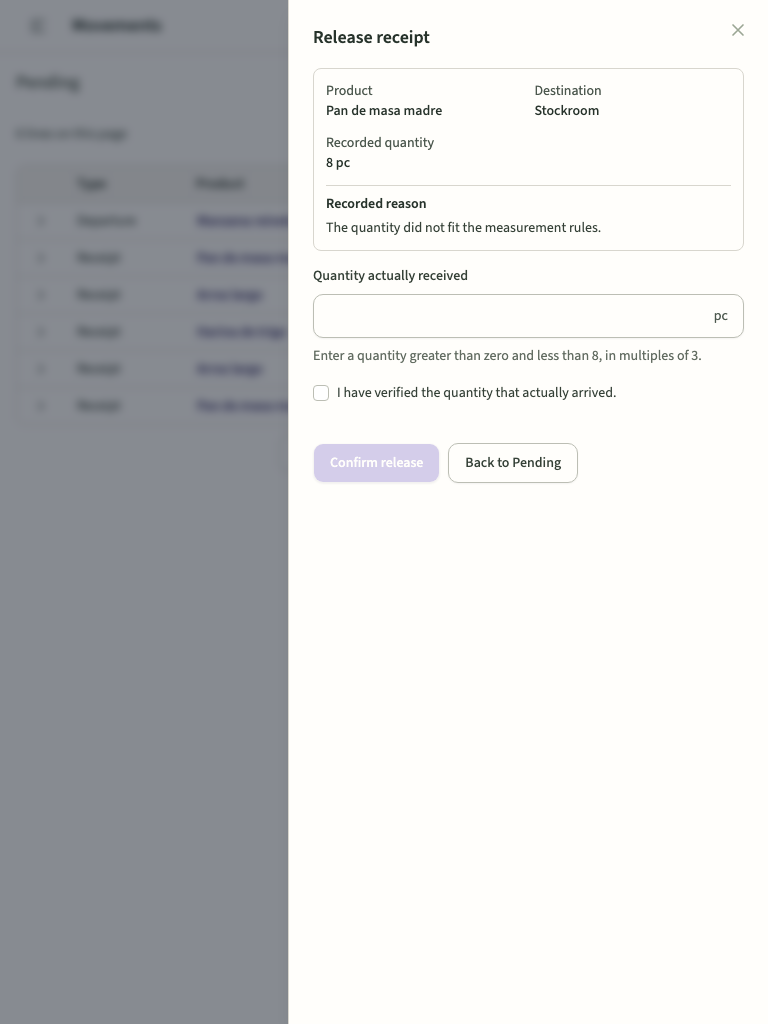 Movements
Release receipt
Pending
Product
Destination
Pan de masa madre
Stockroom
Recorded quantity
8 pc
Recorded reason
The quantity did not fit the measurement rules.
Type
Product
Departure
Receipt
Receipt
Receipt
Receipt
Receipt
Quantity actually received
pc
Enter a quantity greater than zero and less than 8, in multiples of 3.
I have verified the quantity that actually arrived.
Confirm release
Back to Pending